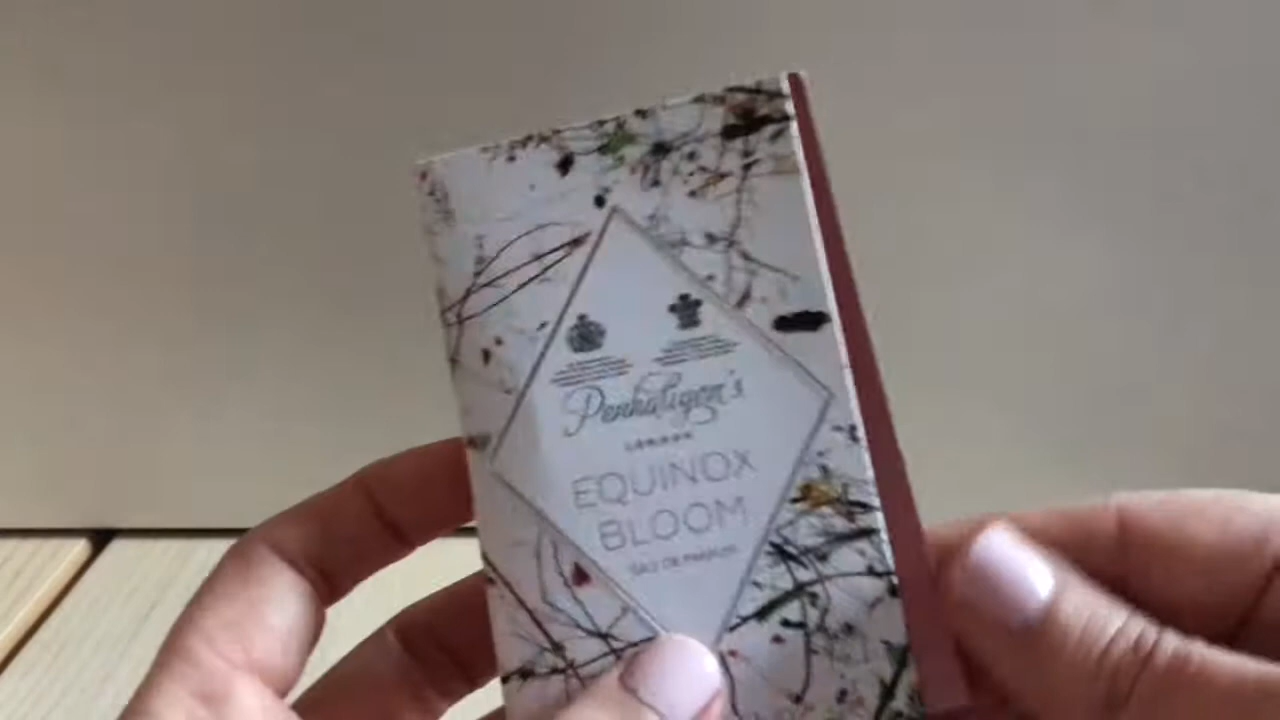 Penhaligon's
LONDON
EQUINOX
BLOOM
EAU DE PARFUM